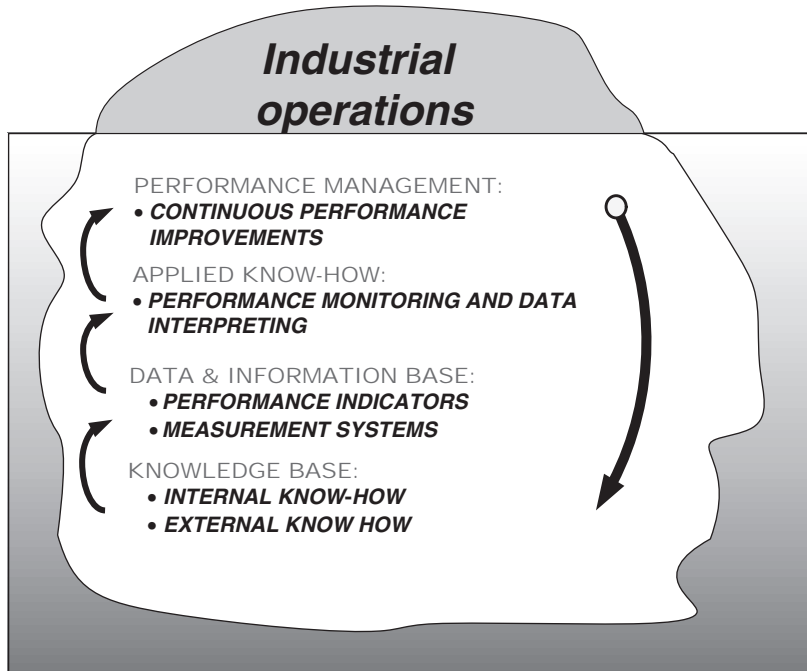 Industrial
operations
PERFORMANCE MANAGEMENT:
• CONTINUOUS PERFORMANCE
IMPROVEMENTS
APPLIED KNOW-HOW:
• PERFORMANCE MONITORING AND DATA
INTERPRETING
DATA & INFORMATION BASE:
• PERFORMANCE INDICATORS
• MEASUREMENT SYSTEMS
KNOWLEDGE BASE:
• INTERNAL KNOW-HOW
• EXTERNAL KNOW HOW